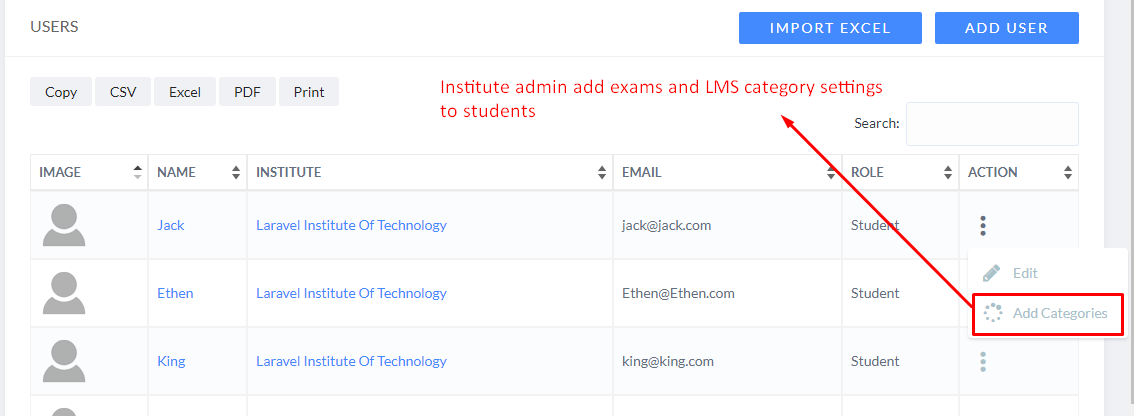 USERS
IMPORT EXCEL
ADD USER
Copy
CSV
Excel
PDF
Print
Institute admin add exams and LMS category settings
to students
Search:
IMAGE
NAME
INSTITUTE
EMAIL
ROLE
ACTION
Jack
Laravel Institute Of Technology
jack@jack.com
Student
Edit
Add Categories
Ethen
Laravel Institute Of Technology
Ethen@Ethen.com
Student
King
Laravel Institute Of Technology
king@king.com
Student